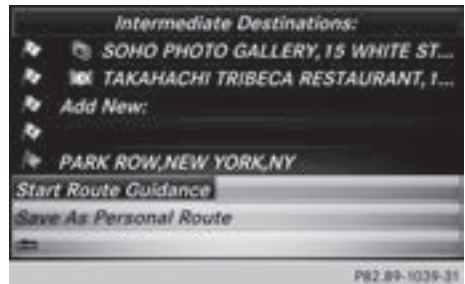 Intermediate Destinations:
SOHO PHOTO GALLERY, 15 WHITE ST...
TAKAHACHI TRIBECA RESTAURANT, 1...
Add New:
PARK ROW,NEW YORK,NY
Start Route Guidance
Save As Personal Route
P82.89-1039-31